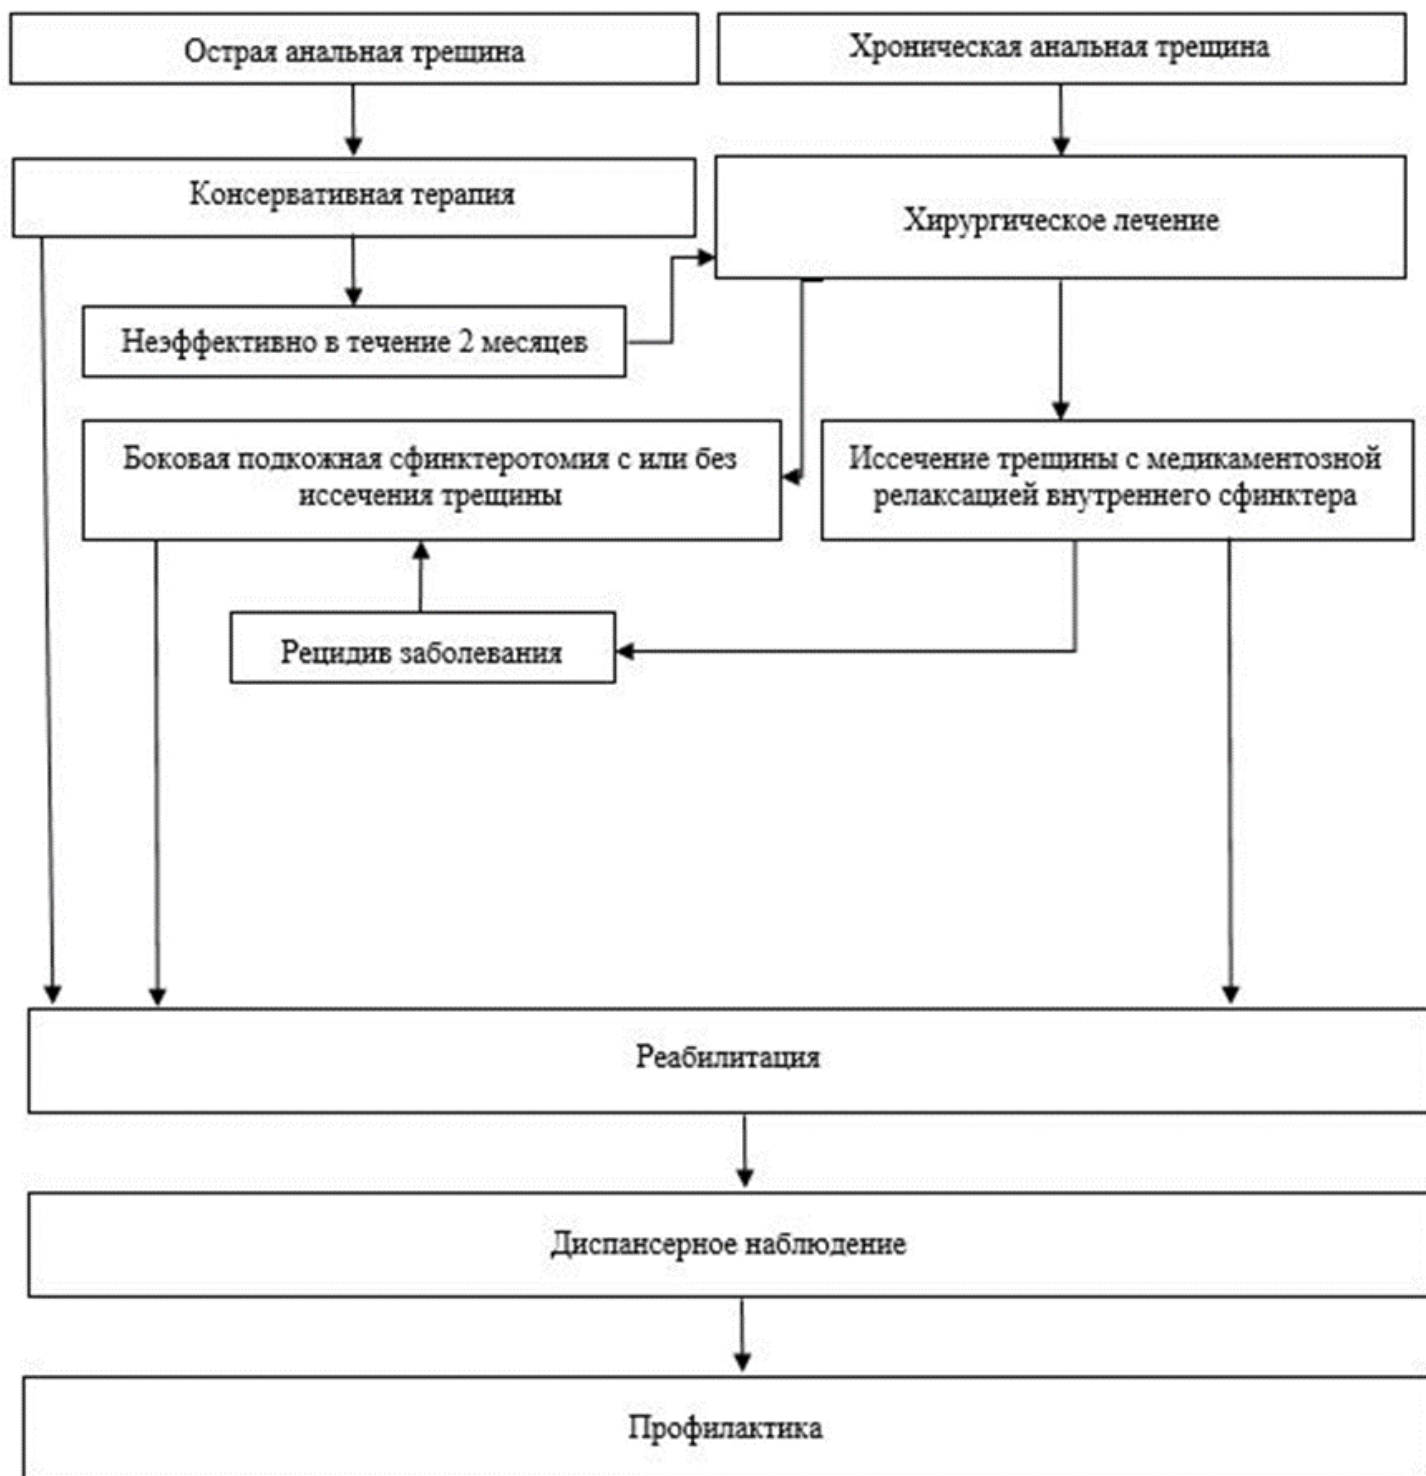 Острая анальная трещина
Хроническая анальная трещина
Консервативная терапия
Хирургическое лечение
Неэффективно в течение 2 месяцев
Боковая подкожная сфинктеротомия с или без
иссечения трещины
Иссечение трещины с медикаментозной
релаксацией внутреннего сфинктера
Рецидив заболевания
Реабилитация
Диспансерное наблюдение
Профилактика